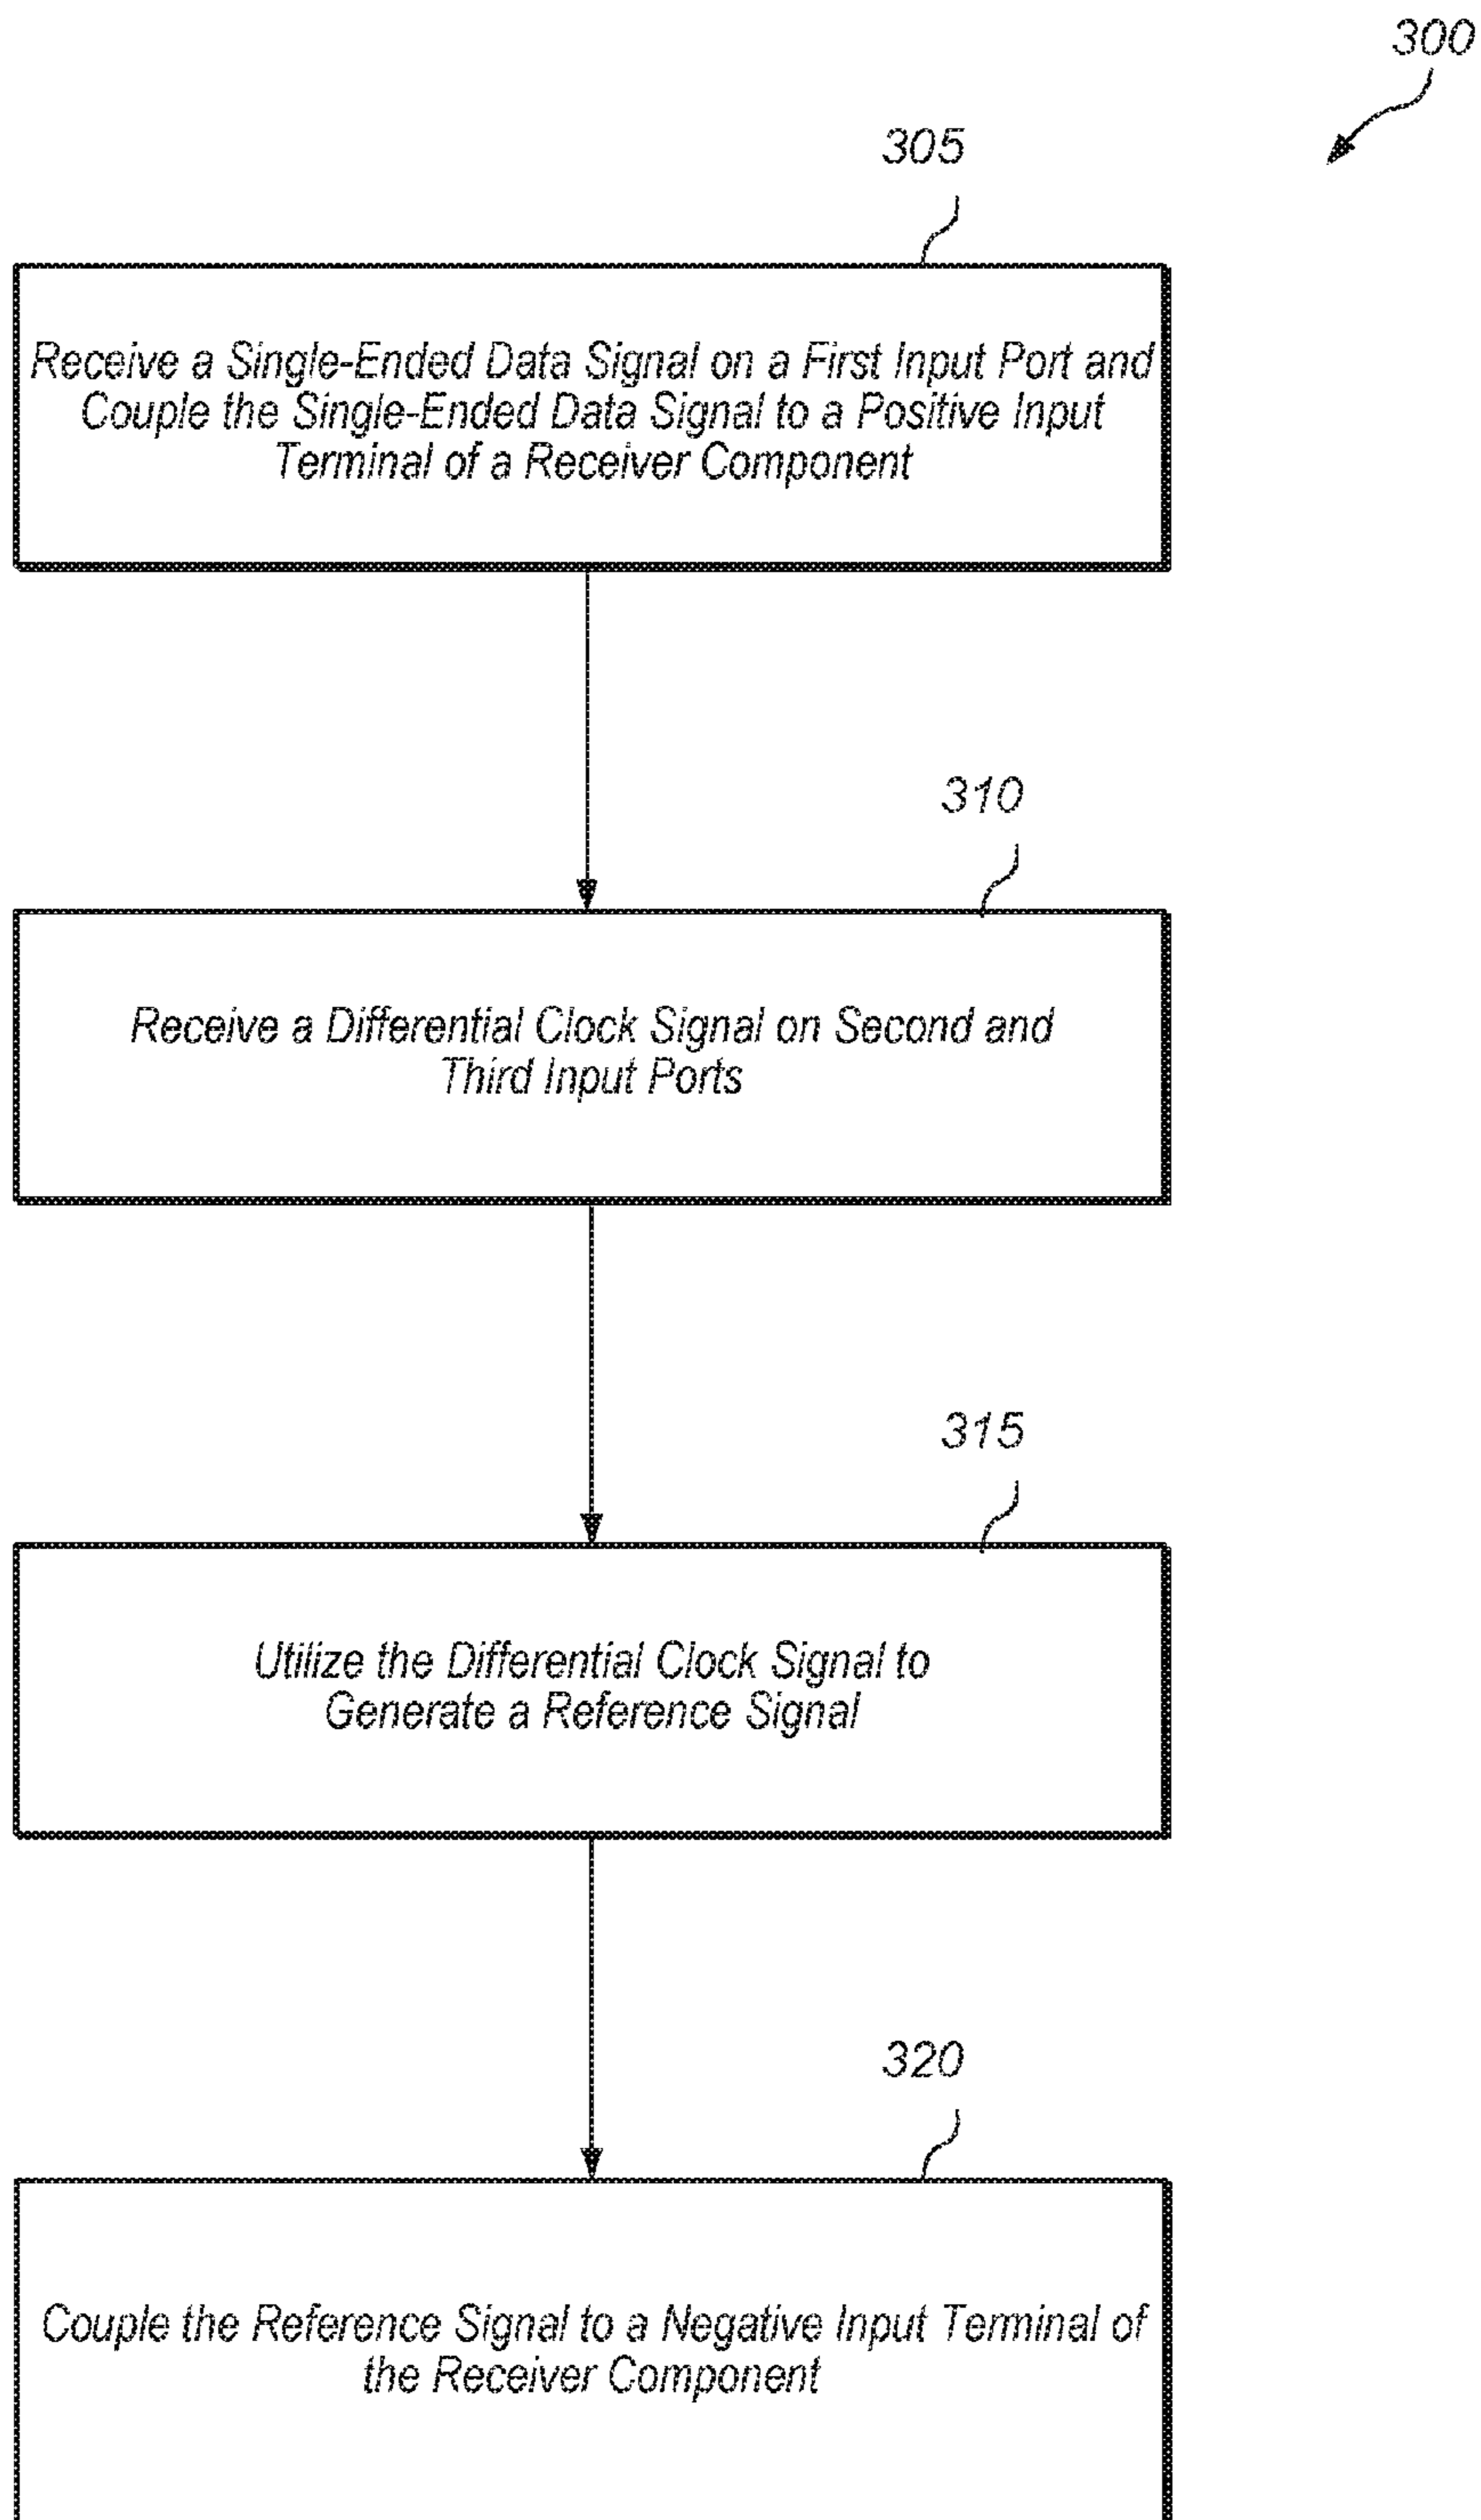 300
305
Receive a Single-Ended Data Signal on a First Input Port and
Couple the Single-Ended Data Signal to a Positive Input
Terminal of a Receiver Component
310
Receive a Differential Clock Signal on Second and
Third Input Ports
315
Utilize the Differential Clock Signal to
Generate a Reference Signal
320
Couple the Reference Signal to a Negative Input Terminal of
the Receiver Component